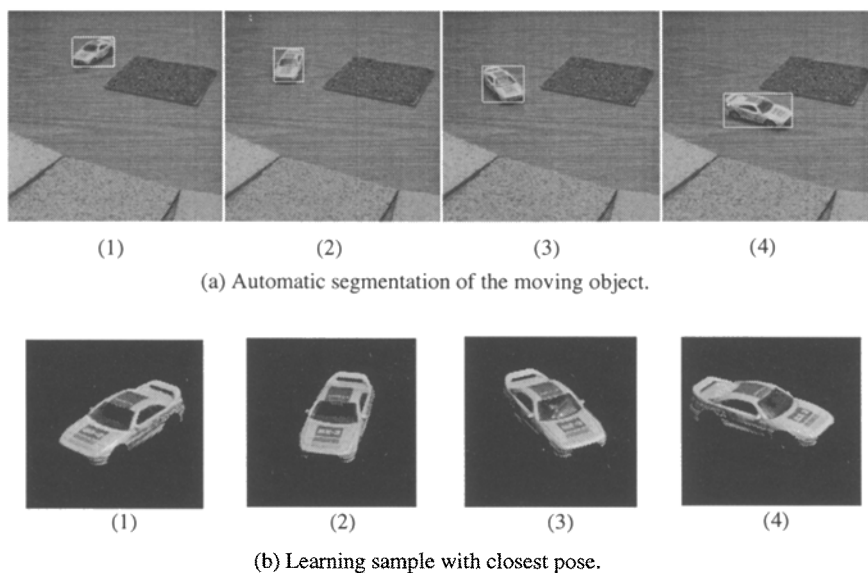 (1) (2) (3) (4)
(a) Automatic segmentation of the moving object.
(1) (2) (3) (4)
(b) Learning sample with closest pose.